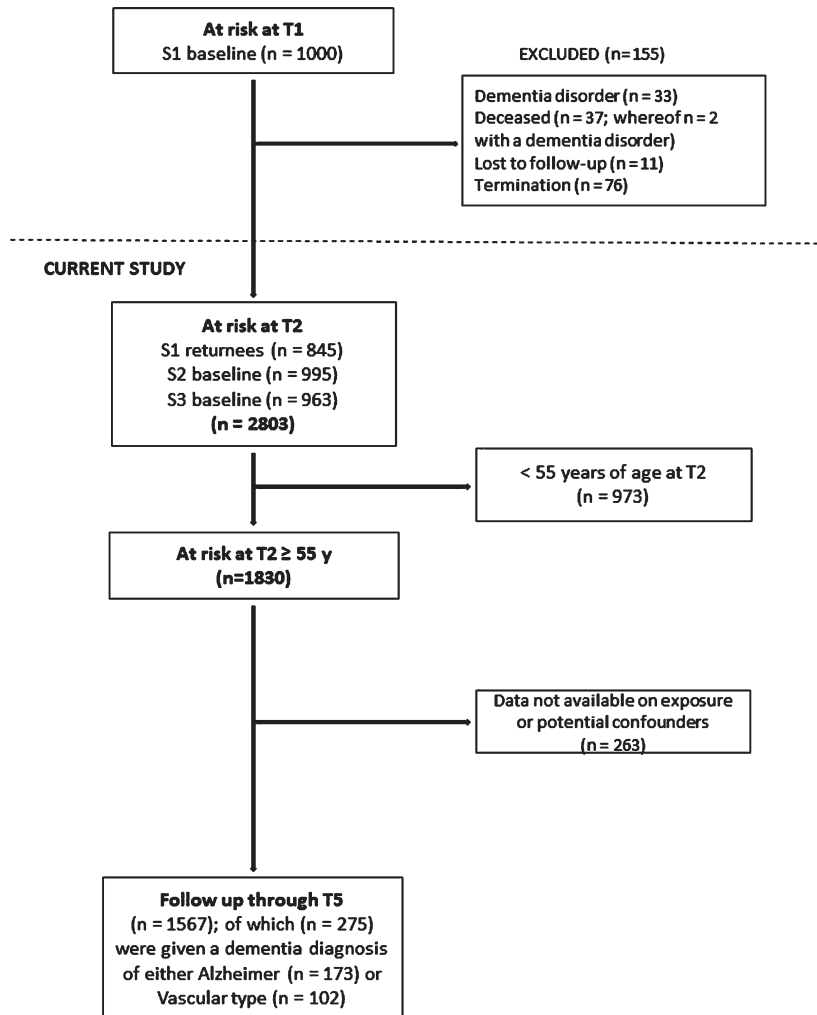 At risk at T1
S1 baseline (n = 1000)
EXCLUDED (n=155)
Dementia disorder (n = 33)
Deceased (n = 37; whereof n = 2
with a dementia disorder)
Lost to follow-up (n = 11)
Termination (n = 76)
CURRENT STUDY
At risk at T2
S1 returnees (n = 845)
S2 baseline (n = 995)
S3 baseline (n = 963)
(n = 2803)
< 55 years of age at T2
(n = 973)
At risk at T2 ≥ 55 y
(n=1830)
Data not available on exposure
or potential confounders
(n = 263)
Follow up through T5
(n = 1567); of which (n = 275)
were given a dementia diagnosis
of either Alzheimer (n = 173) or
Vascular type (n = 102)